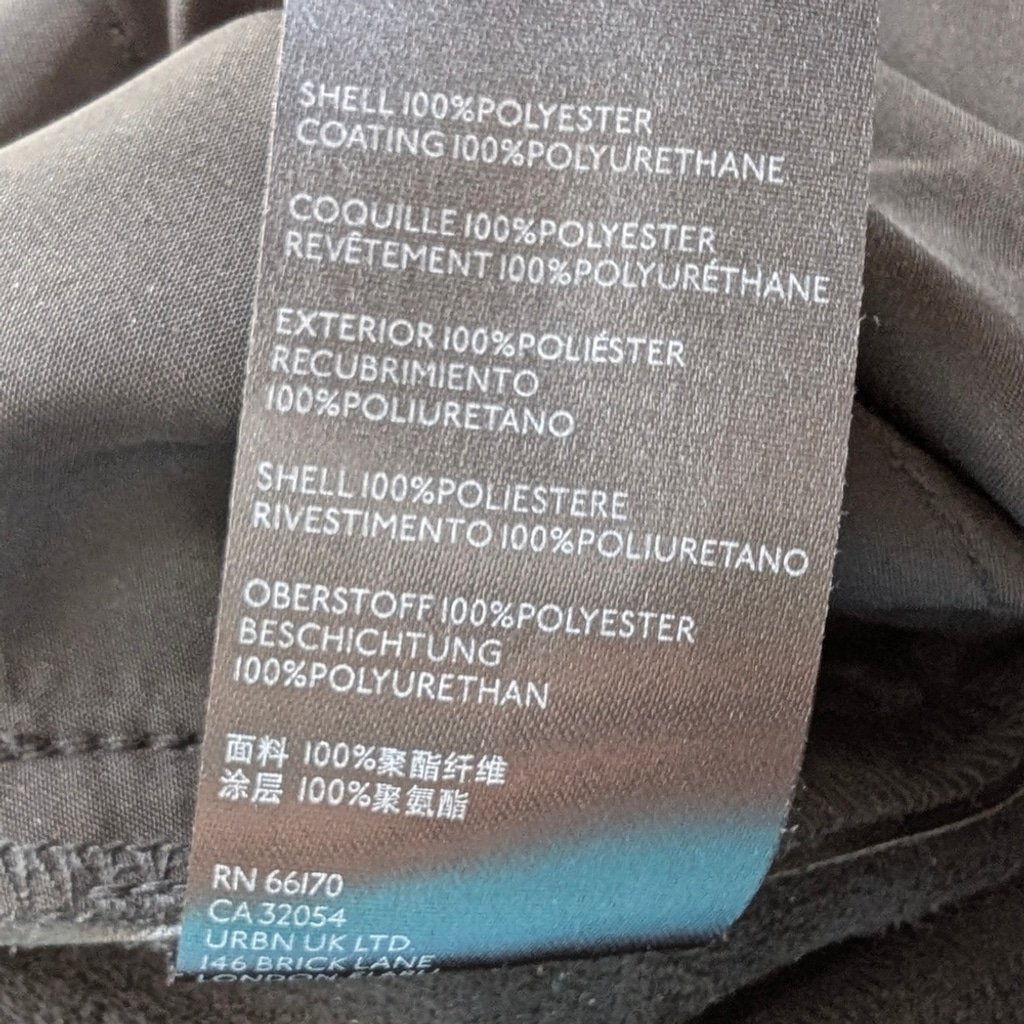 SHELL 100%POLYESTER
COATING 100%POLYURETHANE
COQUILLE 100%POLYESTER
REVÊTEMENT 100%POLYURÉTHANE
EXTERIOR 100%POLIÉSTER
RECUBRIMIENTO
100%POLIURETANO
SHELL 100%POLIESTERE
RIVESTIMENTO 100%POLIURETANO
OBERSTOFF 100%POLYESTER
BESCHICHTUNG
100%POLYURETHAN
面料 100%聚酯纤维
涂层 100%聚氨酯
RN 66170
CA 32054
URBN UK LTD.
146 BRICK LANE
LONDON